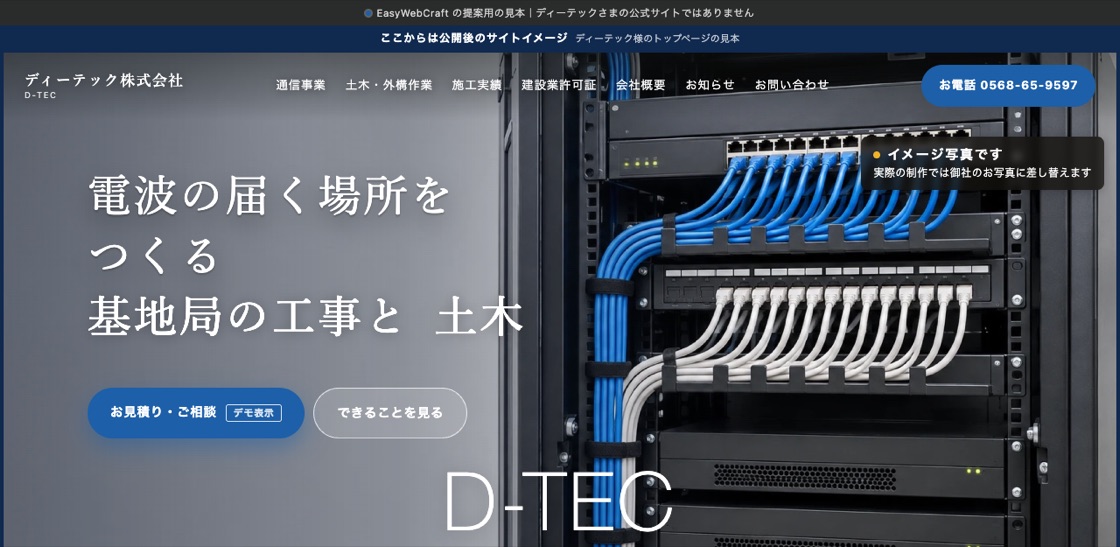 EasyWebCraft の提案用の見本｜ディーテックさまの公式サイトではありません
ここからは公開後のサイトイメージ ディーテック様のトップページの見本
ディーテック株式会社
D-TEC
通信事業 土木・外構作業 施工実績 建設業許可証 会社概要 お知らせ お問い合わせ
お電話 0568-65-9597
イメージ写真です
実際の制作では御社のお写真に差し替えます
電波の届く場所を
つくる
基地局の工事と 土木
お見積り・ご相談 デモ表示
できることを見る
D-TEC